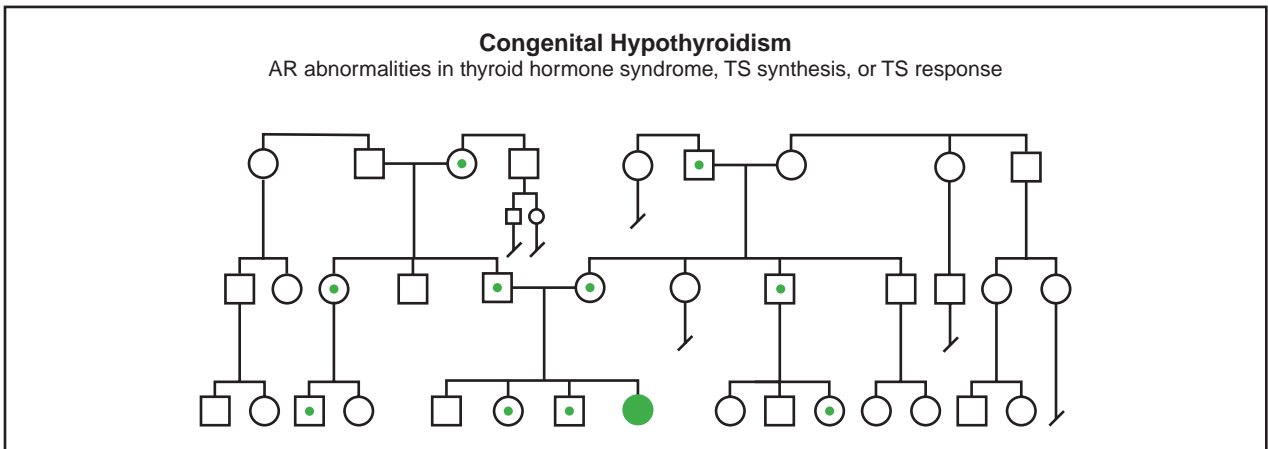 Congenital Hypothyroidism
AR abnormalities in thyroid hormone syndrome, TS synthesis, or TS response